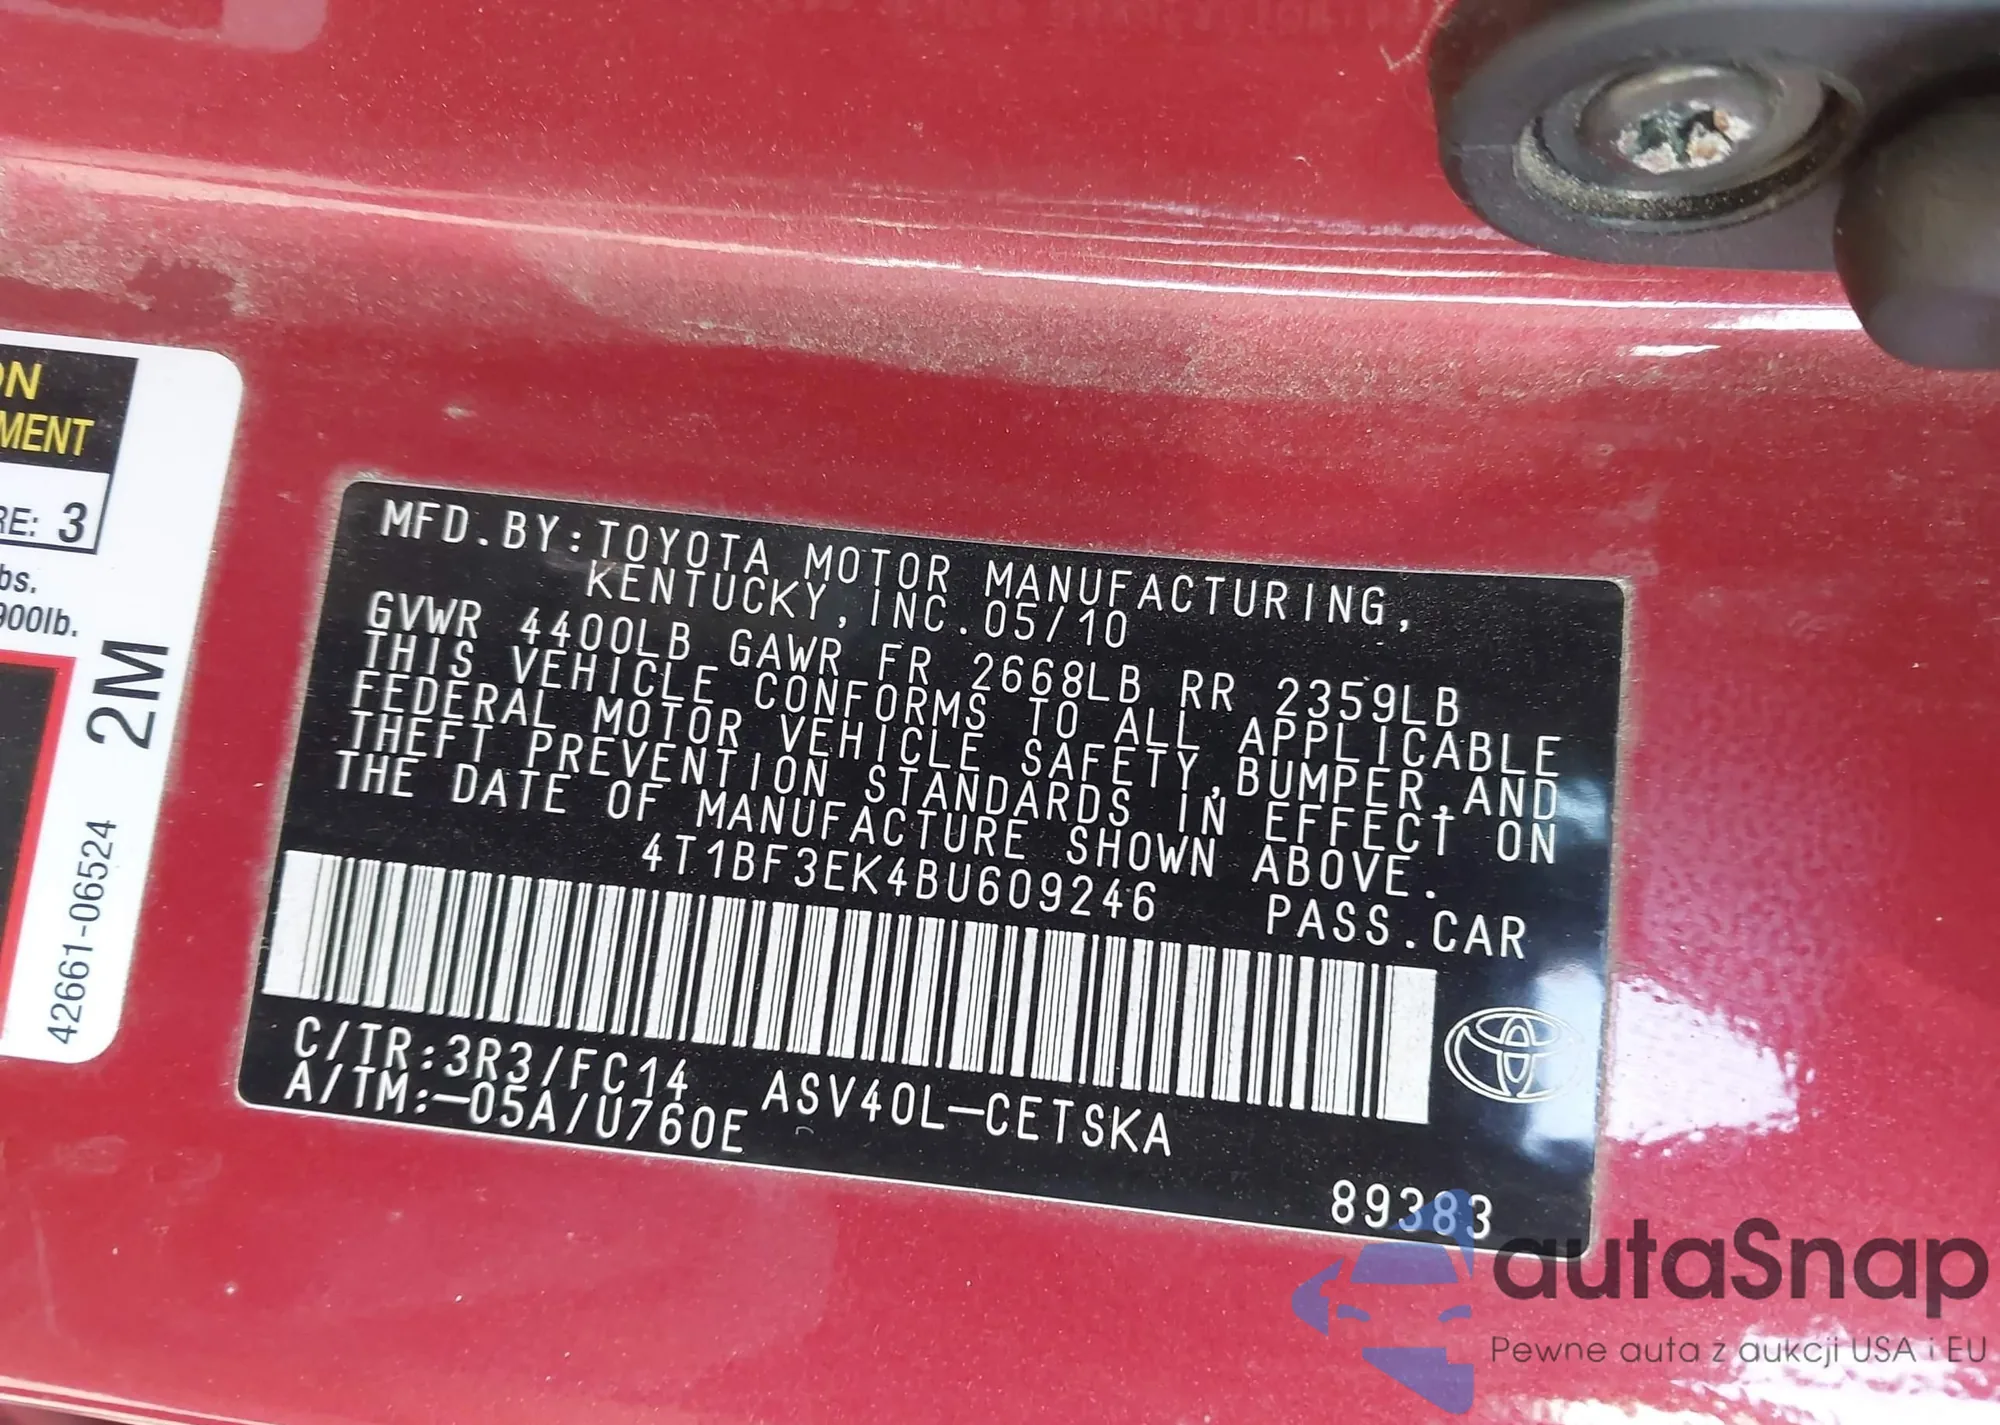 ON
MENT
RE: 3
bs.
900lb.
2M
42661-06524
MFD.BY:TOYOTA MOTOR MANUFACTURING,
KENTUCKY,INC.05/10
GVWR 4400LB GAWR FR 2668LB RR 2359LB
THIS VEHICLE CONFORMS TO ALL APPLICABLE
FEDERAL MOTOR VEHICLE SAFETY,BUMPER,AND
THEFT PREVENTION STANDARDS IN EFFECT ON
THE DATE OF MANUFACTURE SHOWN ABOVE.
4T1BF3EK4BU609246 PASS.CAR
C/TR:3R3/FC14 ASV40L-CETSKA
A/TM:-05A/U760E
89383
autaSnap
Pewne auta z aukcji USA i EU